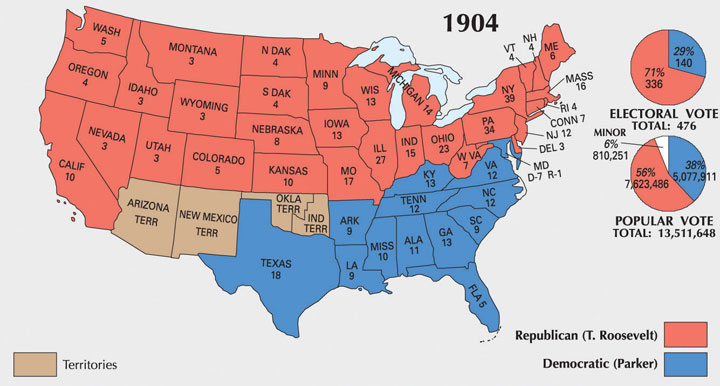 1904
WASH
5
OREGON
4
CALIF
10
NEVADA
3
IDAHO
3
MONTANA
3
WYOMING
3
UTAH
3
COLORADO
5
ARIZONA
TERR
NEW MEXICO
TERR
N DAK
4
S DAK
4
NEBRASKA
8
KANSAS
10
OKLA
TERR
IND
TERR
TEXAS
18
MINN
9
IOWA
13
MO
17
ARK
9
LA
9
WIS
13
ILL
27
MICHIGAN 14
IND
15
OHIO
23
KY
13
TENN
12
MISS
10
ALA
11
GA
13
FLA 5
SC
9
NC
12
VA
12
W VA
7
PA
34
NY
39
VT
4
NH
4
ME
6
MASS
16
RI 4
CONN 7
NJ 12
DEL 3
MD
D-7 R-1
29%
140
71%
336
ELECTORAL VOTE
TOTAL: 476
MINOR
6%
810,251
38%
5,077,911
56%
7,623,486
POPULAR VOTE
TOTAL: 13,511,648
Republican (T. Roosevelt)
Democratic (Parker)
Territories